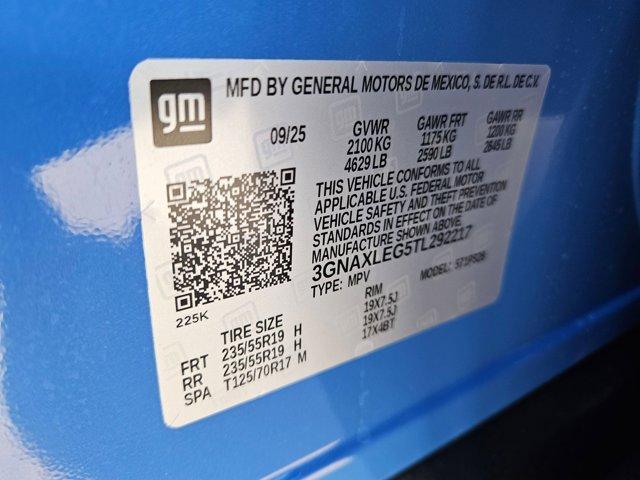 gm
MFD BY GENERAL MOTORS DE MEXICO, S. DE R.L. DE C.V.
09/25 GVWR GAWR FRT GAWR RR
2100 KG 1175 KG 1200 KG
4629 LB 2590 LB 2645 LB
THIS VEHICLE CONFORMS TO ALL
APPLICABLE U.S. FEDERAL MOTOR
VEHICLE SAFETY AND THEFT PREVENTION
STANDARDS IN EFFECT ON THE DATE OF
MANUFACTURE SHOWN ABOVE.
3GNAXLEG5TL292217
TYPE: MPV MODEL:
225K
TIRE SIZE RIM
FRT 235/55R19 H 19X7.5J
RR 235/55R19 H 19X7.5J
SPA T125/70R17 M 17X4BT